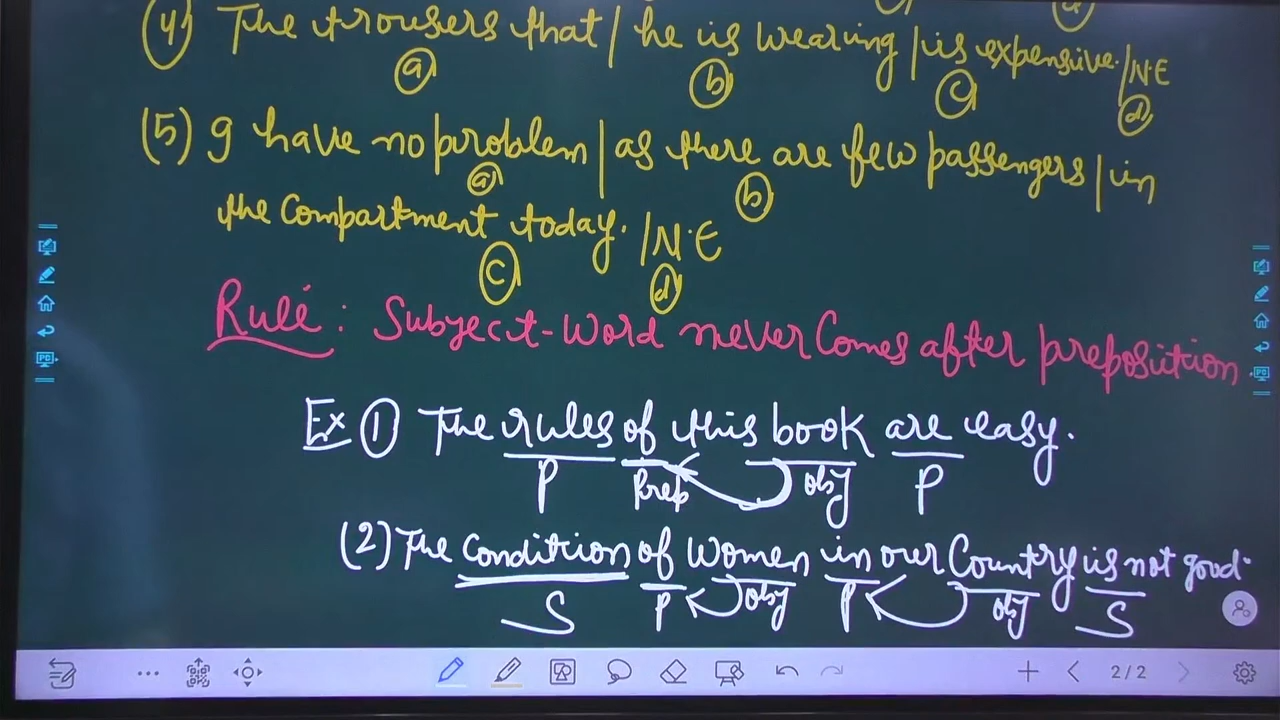 (4) The trousers that / he is wearing / is expensive. / N.E
(a) (b) (c) (d)
(5) I have no problem / as there are few passengers / in
(a) (b)
the compartment today. / N.E
(c) (d)
Rule: Subject-word never Comes after preposition
Ex (1) The rules of this book are easy.
P Prep obj P
(2) The Condition of Women in our Country is not good.
S P obj P obj S
2/2